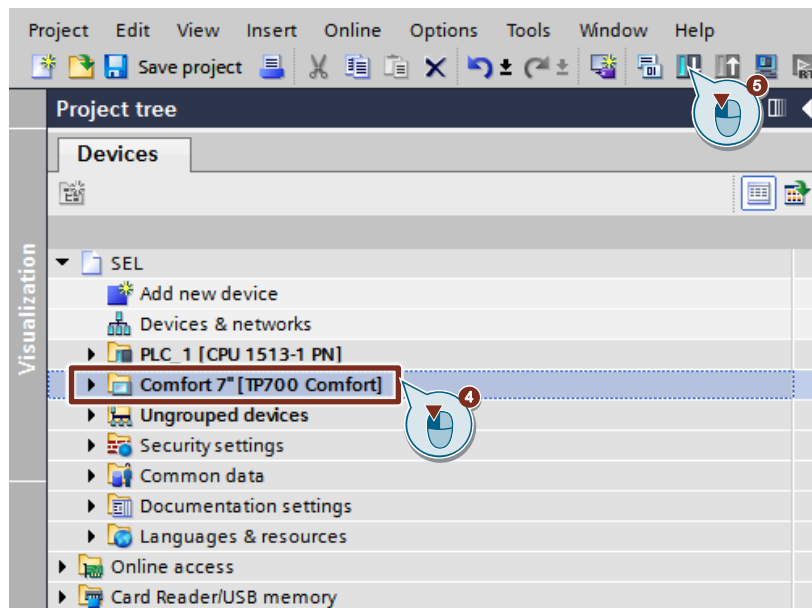 Project Edit View Insert Online Options Tools Window Help
Save project
5
Project tree
Devices
Visualization
SEL
Add new device
Devices & networks
PLC_1 [CPU 1513-1 PN]
Comfort 7" [TP700 Comfort]
4
Ungrouped devices
Security settings
Common data
Documentation settings
Languages & resources
Online access
Card Reader/USB memory